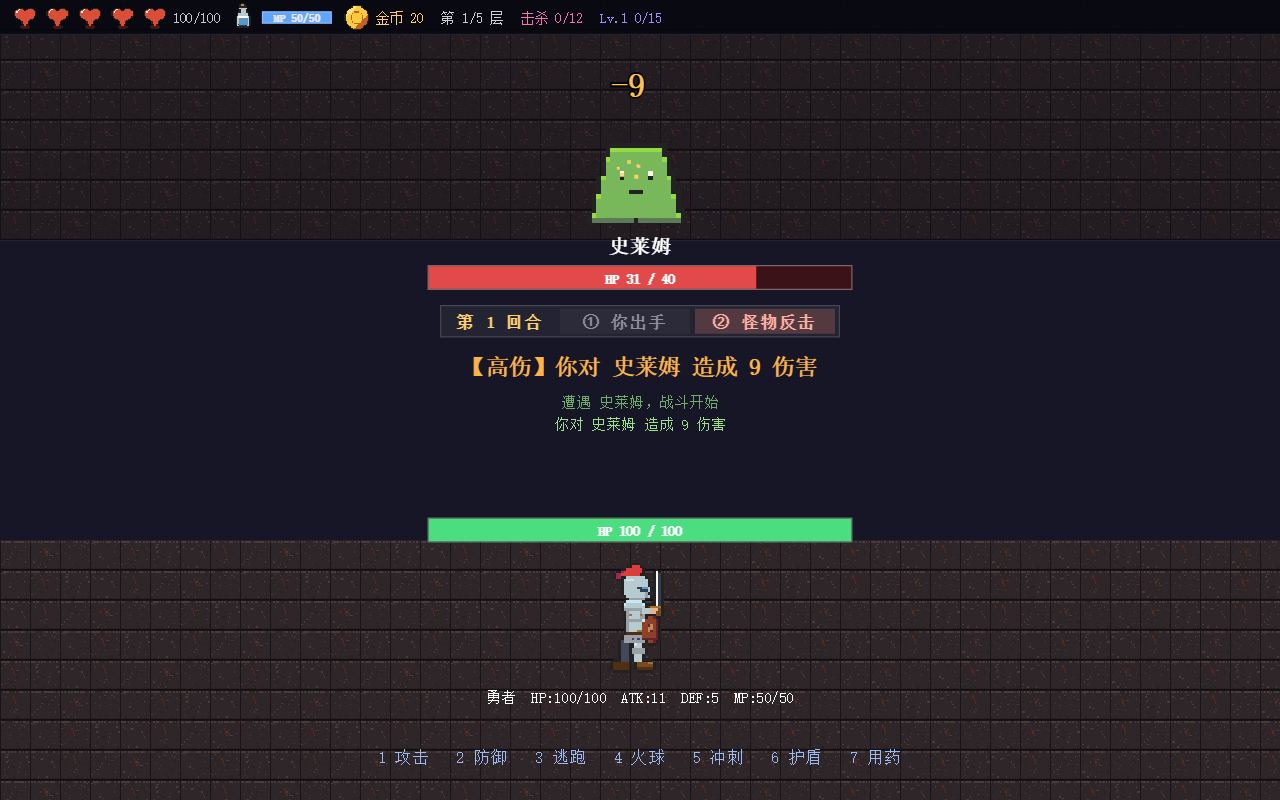 100/100 MP 50/50 金币 20 第 1/5 层 击杀 0/12 Lv.1 0/15
-9
史莱姆
HP 31 / 40
第 1 回合 ① 你出手 ② 怪物反击
【高伤】你对 史莱姆 造成 9 伤害
遭遇 史莱姆，战斗开始
你对 史莱姆 造成 9 伤害
HP 100 / 100
勇者 HP:100/100 ATK:11 DEF:5 MP:50/50
1 攻击 2 防御 3 逃跑 4 火球 5 冲刺 6 护盾 7 用药